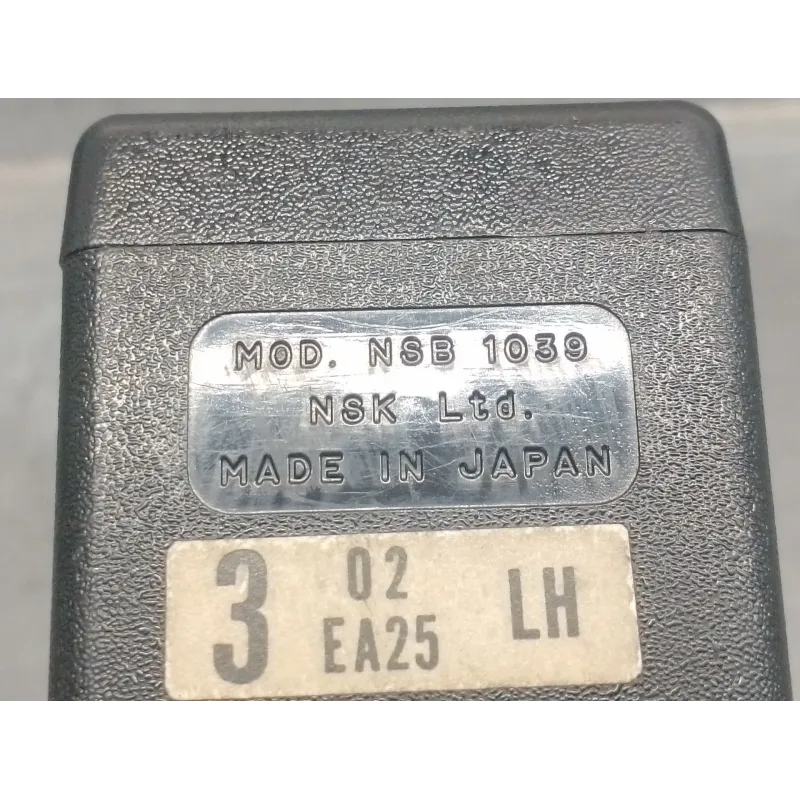 MOD. NSB 1039
NSK Ltd.
MADE IN JAPAN
3 02 LH
EA25